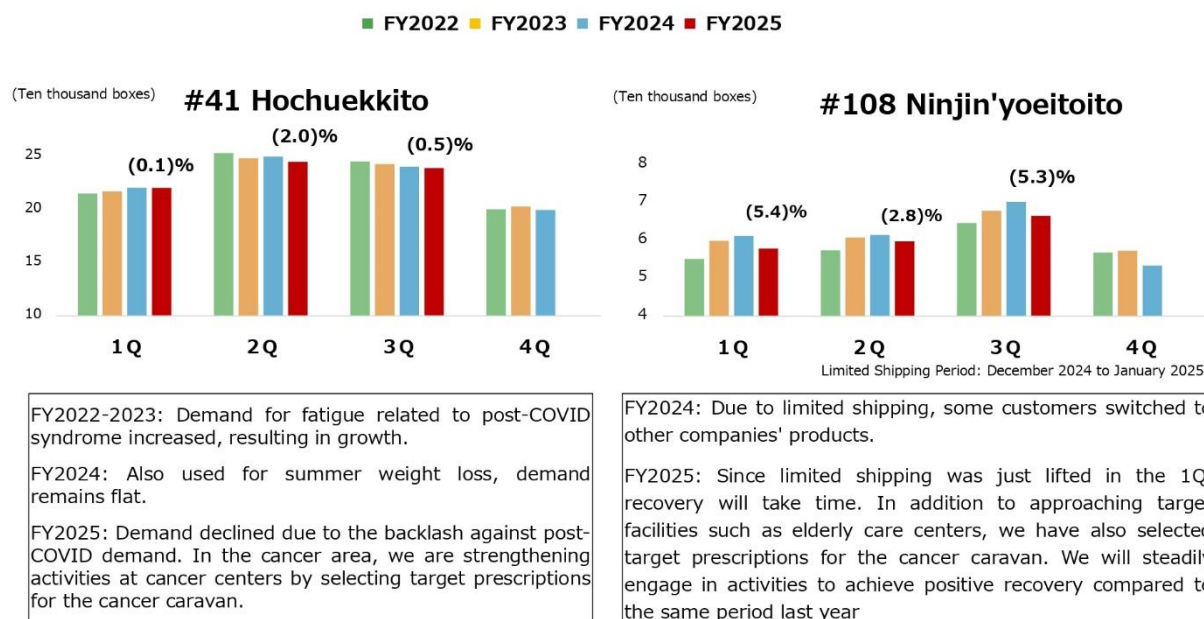 FY2022 FY2023 FY2024 FY2025
(Ten thousand boxes)
#41 Hochuekkito
25
20
15
10
(0.1)%
(2.0)%
(0.5)%
1Q 2Q 3Q 4Q
FY2022-2023: Demand for fatigue related to post-COVID
syndrome increased, resulting in growth.
FY2024: Also used for summer weight loss, demand
remains flat.
FY2025: Demand declined due to the backlash against post-
COVID demand. In the cancer area, we are strengthening
activities at cancer centers by selecting target prescriptions
for the cancer caravan.
(Ten thousand boxes)
#108 Ninjin'yoeitoito
8
7
6
5
4
(5.4)%
(2.8)%
(5.3)%
1Q 2Q 3Q 4Q
Limited Shipping Period: December 2024 to January 2025
FY2024: Due to limited shipping, some customers switched to
other companies' products.
FY2025: Since limited shipping was just lifted in the 1Q
recovery will take time. In addition to approaching target
facilities such as elderly care centers, we have also selected
target prescriptions for the cancer caravan. We will steadily
engage in activities to achieve positive recovery compared to
the same period last year